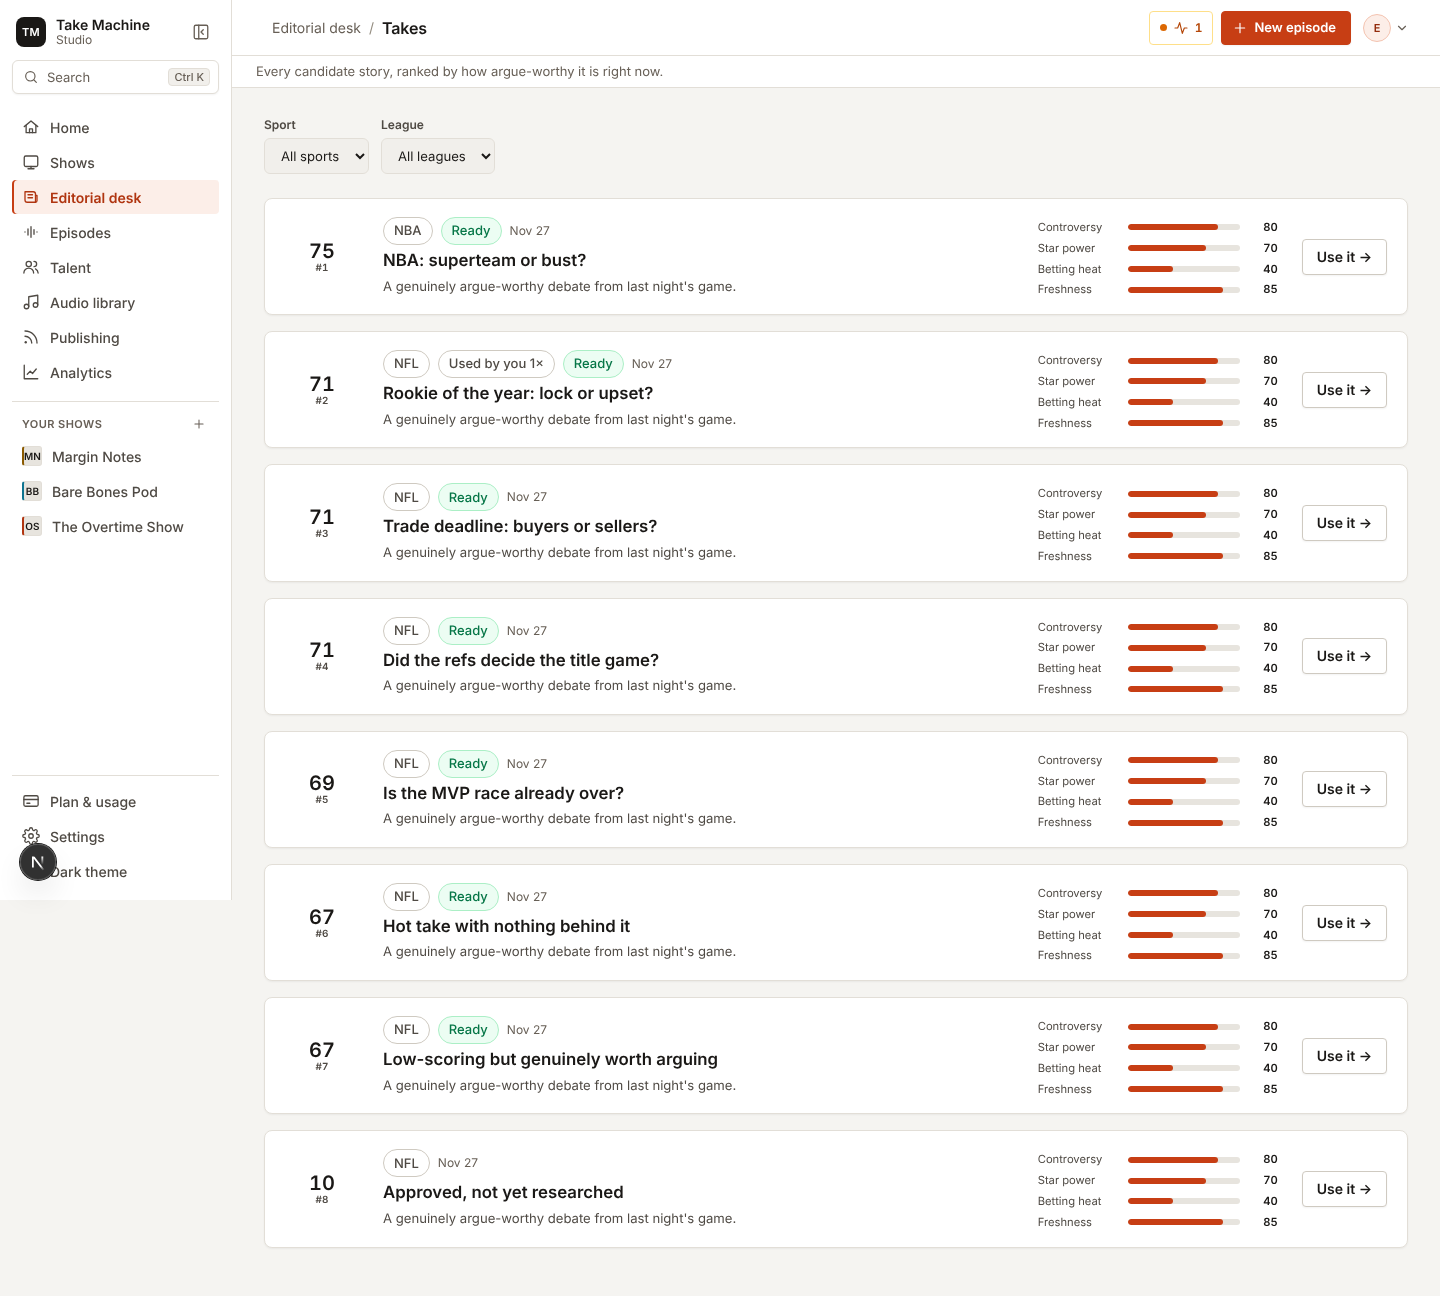 TM
Take Machine
Studio
Search
Ctrl K
Home
Shows
Editorial desk
Episodes
Talent
Audio library
Publishing
Analytics
YOUR SHOWS
MN Margin Notes
BB Bare Bones Pod
OS The Overtime Show
Plan & usage
Settings
N
Dark theme
Editorial desk / Takes
1
New episode
E
Every candidate story, ranked by how argue-worthy it is right now.
Sport
All sports
League
All leagues
75
#1
NBA Ready Nov 27
NBA: superteam or bust?
A genuinely argue-worthy debate from last night's game.
Controversy 80
Star power 70
Betting heat 40
Freshness 85
Use it →
71
#2
NFL Used by you 1× Ready Nov 27
Rookie of the year: lock or upset?
A genuinely argue-worthy debate from last night's game.
Controversy 80
Star power 70
Betting heat 40
Freshness 85
Use it →
71
#3
NFL Ready Nov 27
Trade deadline: buyers or sellers?
A genuinely argue-worthy debate from last night's game.
Controversy 80
Star power 70
Betting heat 40
Freshness 85
Use it →
71
#4
NFL Ready Nov 27
Did the refs decide the title game?
A genuinely argue-worthy debate from last night's game.
Controversy 80
Star power 70
Betting heat 40
Freshness 85
Use it →
69
#5
NFL Ready Nov 27
Is the MVP race already over?
A genuinely argue-worthy debate from last night's game.
Controversy 80
Star power 70
Betting heat 40
Freshness 85
Use it →
67
#6
NFL Ready Nov 27
Hot take with nothing behind it
A genuinely argue-worthy debate from last night's game.
Controversy 80
Star power 70
Betting heat 40
Freshness 85
Use it →
67
#7
NFL Ready Nov 27
Low-scoring but genuinely worth arguing
A genuinely argue-worthy debate from last night's game.
Controversy 80
Star power 70
Betting heat 40
Freshness 85
Use it →
10
#8
NFL Nov 27
Approved, not yet researched
A genuinely argue-worthy debate from last night's game.
Controversy 80
Star power 70
Betting heat 40
Freshness 85
Use it →